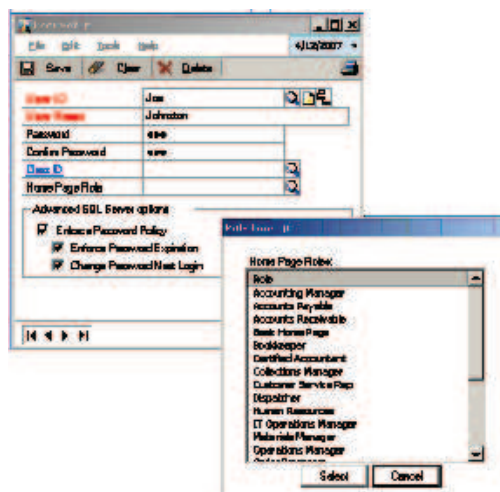 File Edit Tools Help 4/12/2007
Save Clear Delete
User ID Joe
User Name Johnston
Password
Confirm Password
Class ID
Home Page Role
Advanced SQL Server options
Enforce Password Policy
Enforce Password Expiration
Change Password Next Login
Home Page Roles:
Role
Accounting Manager
Accounts Payable
Accounts Receivable
Basic Home Page
Bookkeeper
Certified Accountant
Collections Manager
Customer Service Rep
Dispatcher
Human Resources
IT Operations Manager
Materials Manager
Operations Manager
Select Cancel